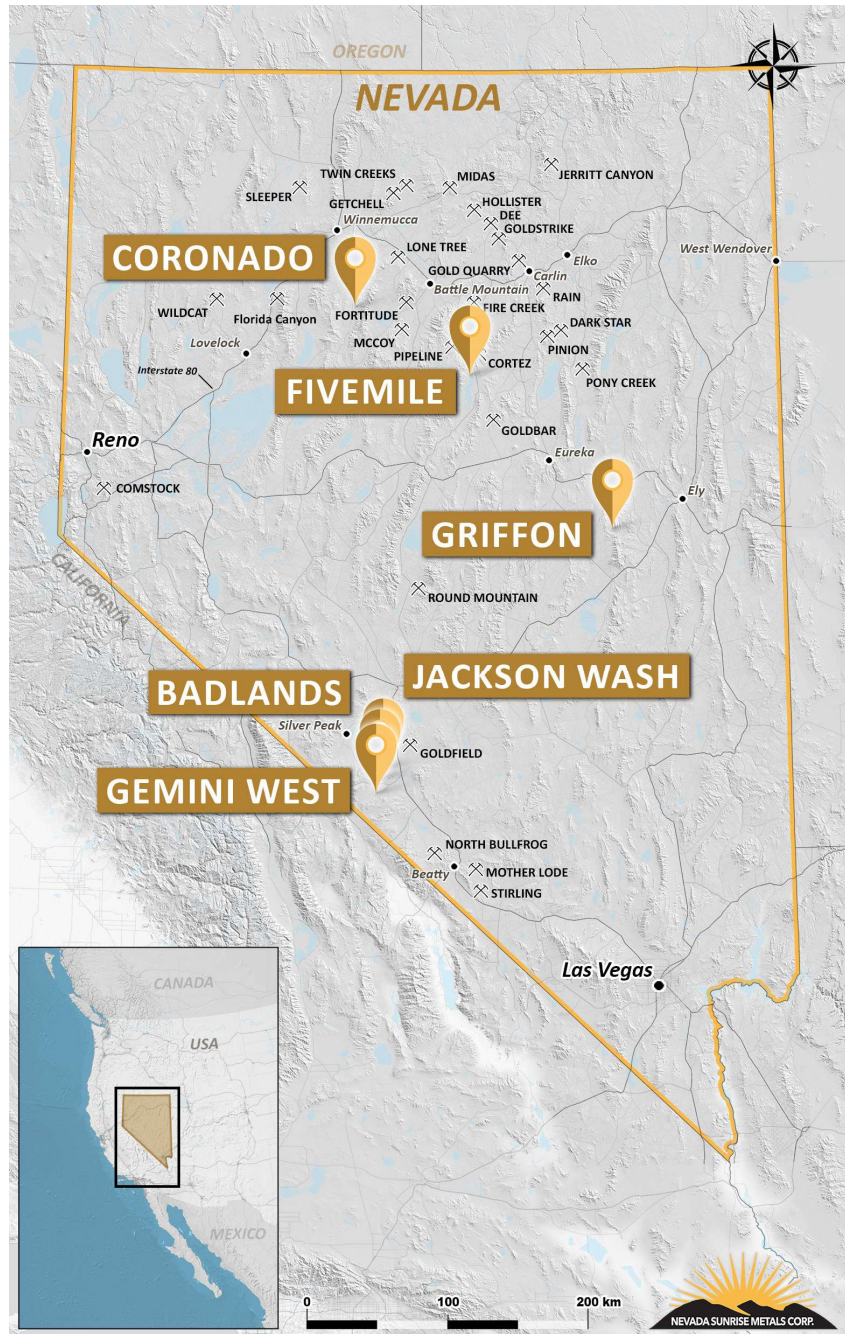 OREGON
NEVADA
TWIN CREEKS
MIDAS
JERRITT CANYON
SLEEPER
GETCHELL
HOLLISTER
Winnemucca
DEE
GOLDSTRIKE
CORONADO
LONE TREE
West Wendover
Elko
GOLD QUARRY
Carlin
Battle Mountain
RAIN
WILDCAT
Florida Canyon
FORTITUDE
FIRE CREEK
DARK STAR
Lovelock
MCCOY
PINION
PIPELINE
CORTEZ
Interstate 80
PONY CREEK
FIVEMILE
GOLDBAR
Reno
Eureka
COMSTOCK
Ely
GRIFFON
CALIFORNIA
ROUND MOUNTAIN
JACKSON WASH
BADLANDS
Silver Peak
GOLDFIELD
GEMINI WEST
NORTH BULLFROG
Beatty
MOTHER LODE
STIRLING
Las Vegas
CANADA
USA
MEXICO
0 100 200 km
NEVADA SUNRISE METALS CORP.